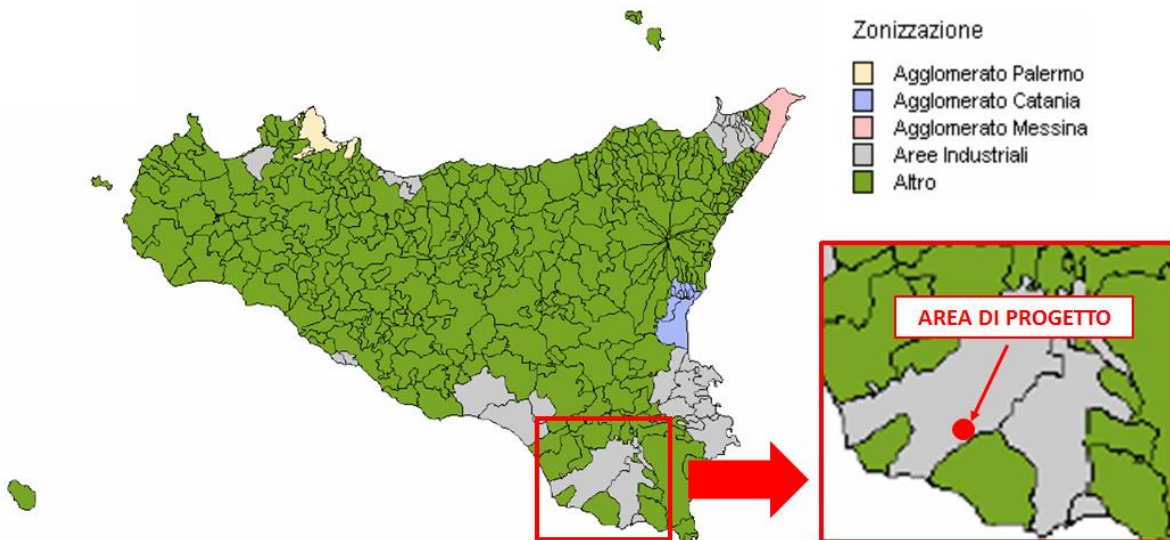 Zonizzazione
Agglomerato Palermo
Agglomerato Catania
Agglomerato Messina
Aree Industriali
Altro
AREA DI PROGETTO